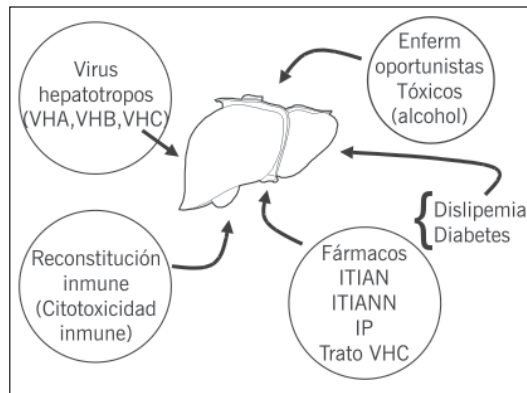 Virus
hepatotropos
(VHA,VHB,VHC)
Enferm
oportunistas
Tóxicos
(alcohol)
Reconstitución
inmune
(Citotoxicidad
inmune)
Fármacos
ITIAN
ITIANN
IP
Trato VHC
Dislipemia
Diabetes